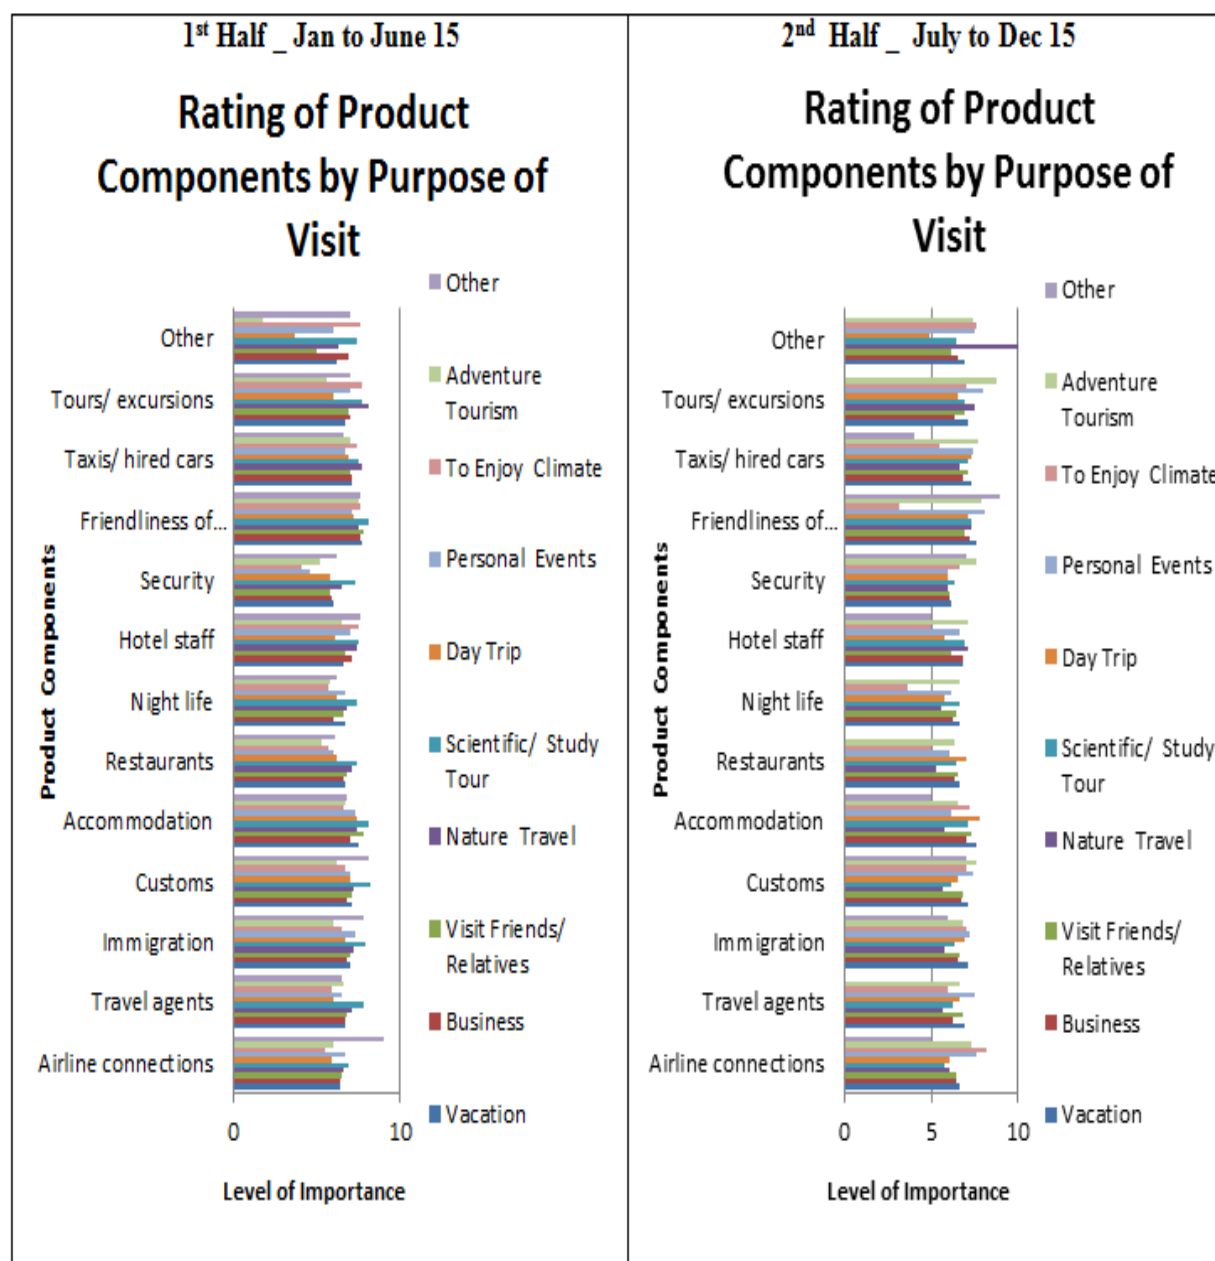 1st Half _ Jan to June 15
Rating of Product
Components by Purpose of
Visit
Other
Tours/ excursions
Taxis/ hired cars
Friendliness of...
Security
Hotel staff
Night life
Restaurants
Accommodation
Customs
Immigration
Travel agents
Airline connections
Product Components
0
10
Level of Importance
Other
Adventure
Tourism
To Enjoy Climate
Personal Events
Day Trip
Scientific/ Study
Tour
Nature Travel
Visit Friends/
Relatives
Business
Vacation
2nd Half _ July to Dec 15
Rating of Product
Components by Purpose of
Visit
Other
Tours/ excursions
Taxis/ hired cars
Friendliness of...
Security
Hotel staff
Night life
Restaurants
Accommodation
Customs
Immigration
Travel agents
Airline connections
Product Components
0
5
10
Level of Importance
Other
Adventure
Tourism
To Enjoy Climate
Personal Events
Day Trip
Scientific/ Study
Tour
Nature Travel
Visit Friends/
Relatives
Business
Vacation